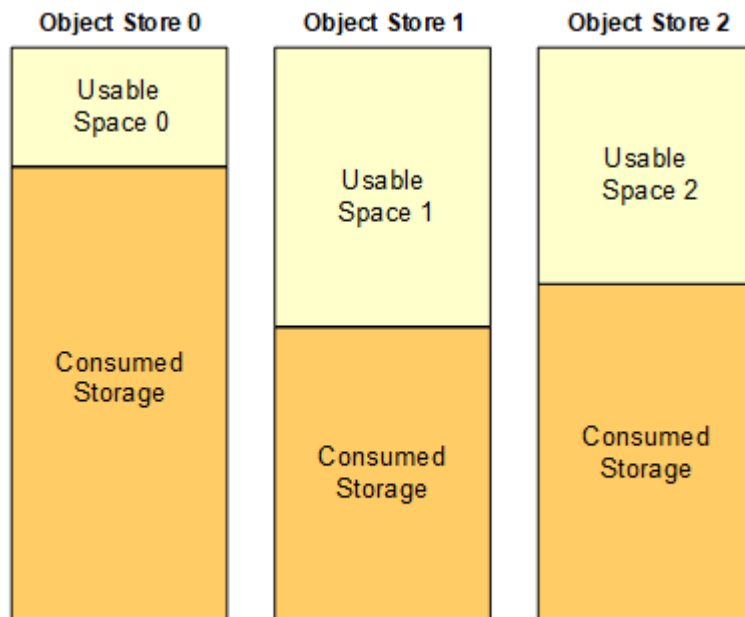 Object Store 0
Object Store 1
Object Store 2
Usable
Space 0
Usable
Space 1
Usable
Space 2
Consumed
Storage
Consumed
Storage
Consumed
Storage